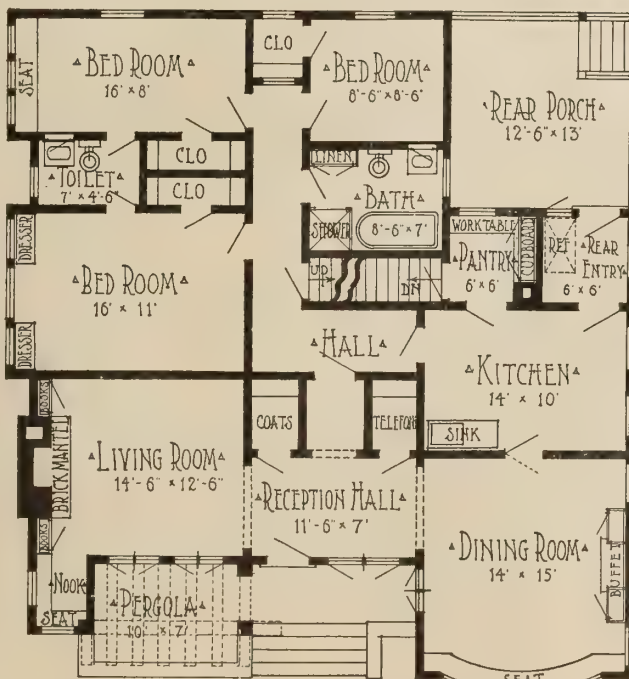 SEAT
BED ROOM
16' × 8'
CLO
BED ROOM
8'-6" × 8'-6"
REAR PORCH
12'-6" × 13'
TOILET
7' × 4'-6"
CLO
CLO
LINEN
BATH
8'-6" × 7'
SHOWER
WORK TABLE
PANTRY
6' × 6'
CUPBOARD
REF
REAR
ENTRY
6' × 6'
DRESSER
BED ROOM
16' × 11'
DRESSER
UP
DN
HALL
KITCHEN
14' × 10'
SINK
BOOKS
BRICK MANTEL
BOOKS
LIVING ROOM
14'-6" × 12'-6"
COATS
TELEFON
RECEPTION HALL
11'-6" × 7'
DINING ROOM
14' × 15'
BUFFET
NOOK
SEAT
PERGOLA
10' × 7'
SEAT